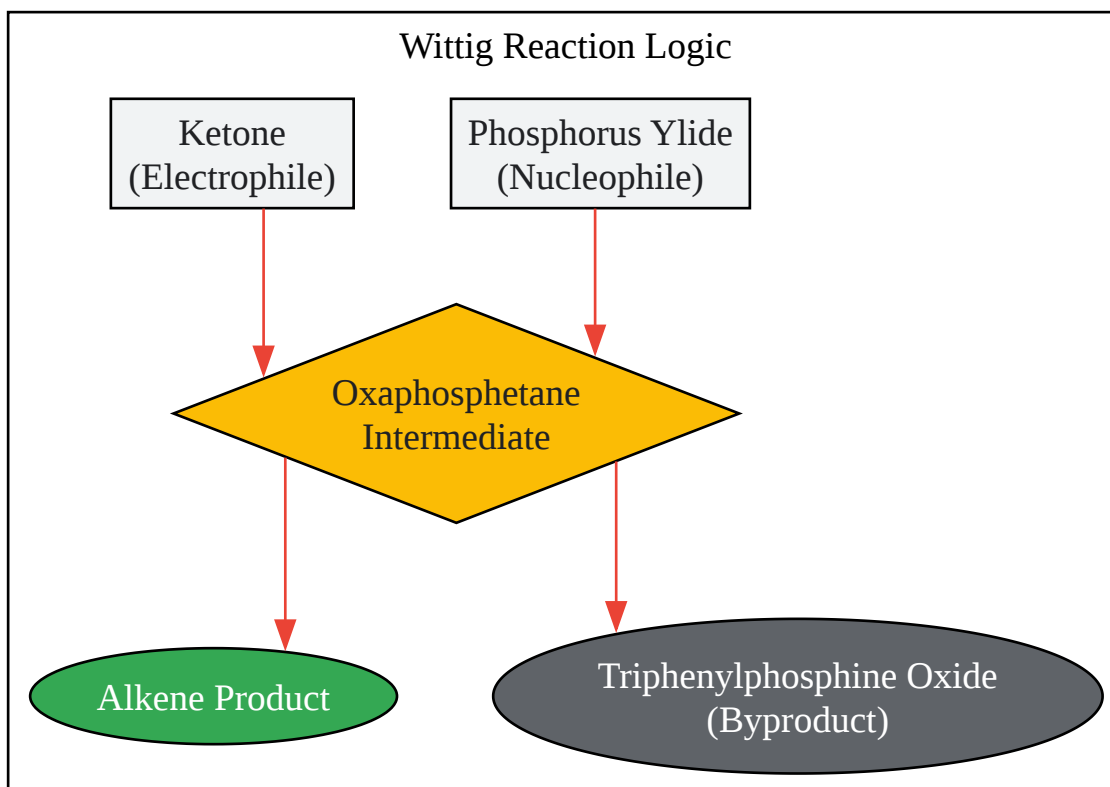 Wittig Reaction Logic
Ketone
(Electrophile)
Phosphorus Ylide
(Nucleophile)
Oxaphosphetane
Intermediate
Alkene Product
Triphenylphosphine Oxide
(Byproduct)